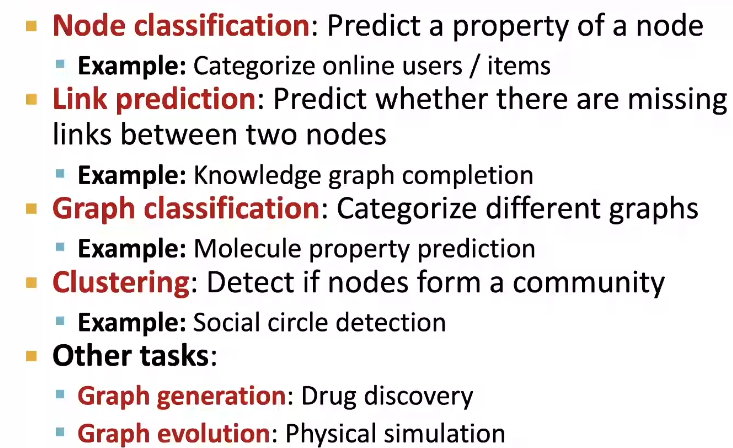 Node classification: Predict a property of a node
Example: Categorize online users / items
Link prediction: Predict whether there are missing
links between two nodes
Example: Knowledge graph completion
Graph classification: Categorize different graphs
Example: Molecule property prediction
Clustering: Detect if nodes form a community
Example: Social circle detection
Other tasks:
Graph generation: Drug discovery
Graph evolution: Physical simulation